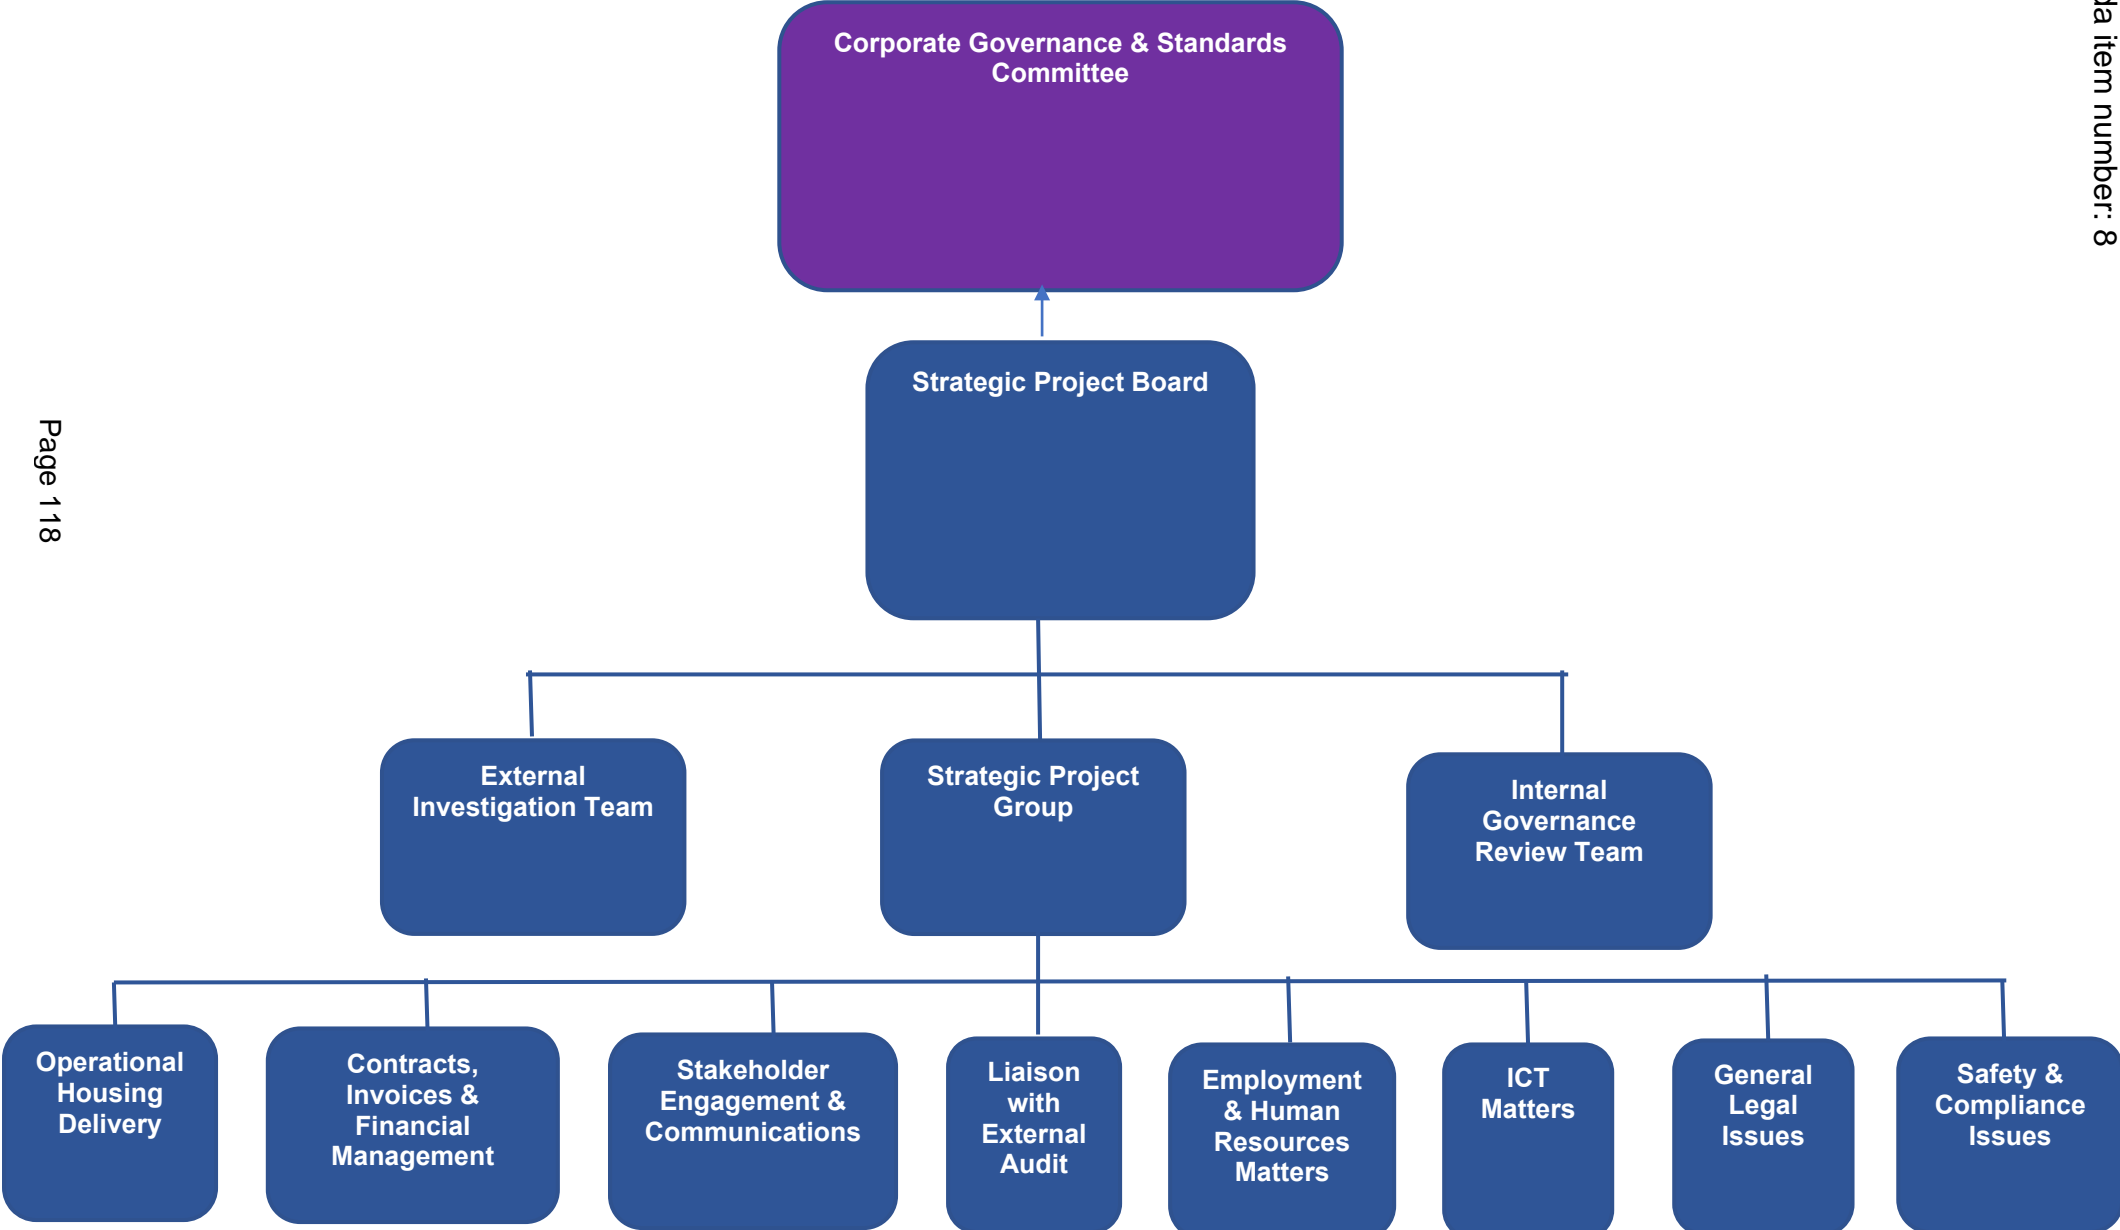 Corporate Governance & Standards
Committee
Strategic Project Board
External
Investigation Team
Strategic Project
Group
Internal
Governance
Review Team
Operational
Housing
Delivery
Contracts,
Invoices &
Financial
Management
Stakeholder
Engagement &
Communications
Liaison
with
External
Audit
Employment
& Human
Resources
Matters
ICT
Matters
General
Legal
Issues
Safety &
Compliance
Issues
Page 118
item number: 8